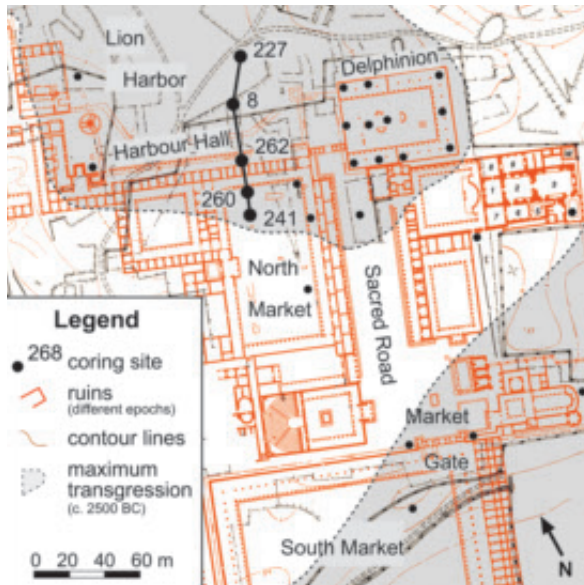 Lion
Harbor
227
Delphinion
8
Harbour-Hall
262
260
241
North
Market
Sacred Road
Legend
268 coring site
ruins
(different epochs)
contour lines
maximum
transgression
(c. 2500 BC)
0 20 40 60 m
Market
Gate
South Market
N